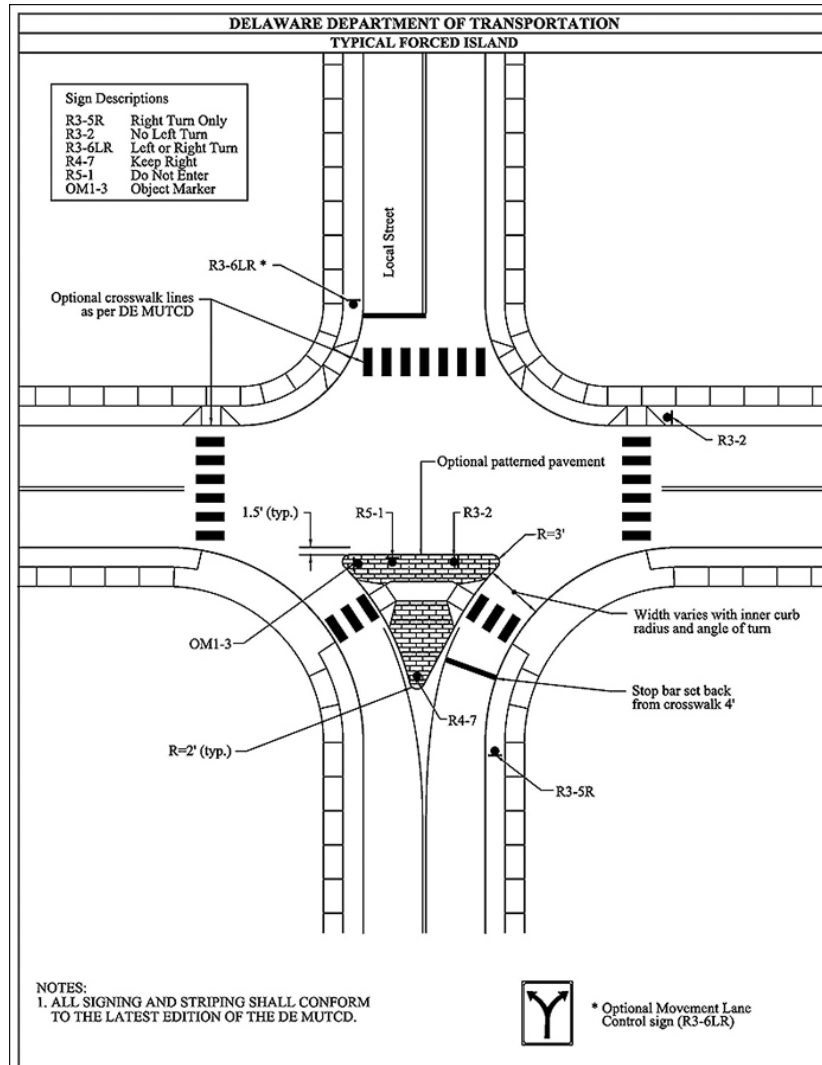 DELAWARE DEPARTMENT OF TRANSPORTATION
TYPICAL FORCED ISLAND
Sign Descriptions
R3-5R Right Turn Only
R3-2 No Left Turn
R3-6LR Left or Right Turn
R4-7 Keep Right
R5-1 Do Not Enter
OM1-3 Object Marker
Local Street
R3-6LR *
Optional crosswalk lines
as per DE MUTCD
R3-2
Optional patterned pavement
1.5' (typ.)
R5-1
R3-2
R=3'
Width varies with inner curb
radius and angle of turn
OM1-3
Stop bar set back
from crosswalk 4'
R4-7
R=2' (typ.)
R3-5R
NOTES:
1. ALL SIGNING AND STRIPING SHALL CONFORM
TO THE LATEST EDITION OF THE DE MUTCD.
* Optional Movement Lane
Control sign (R3-6LR)